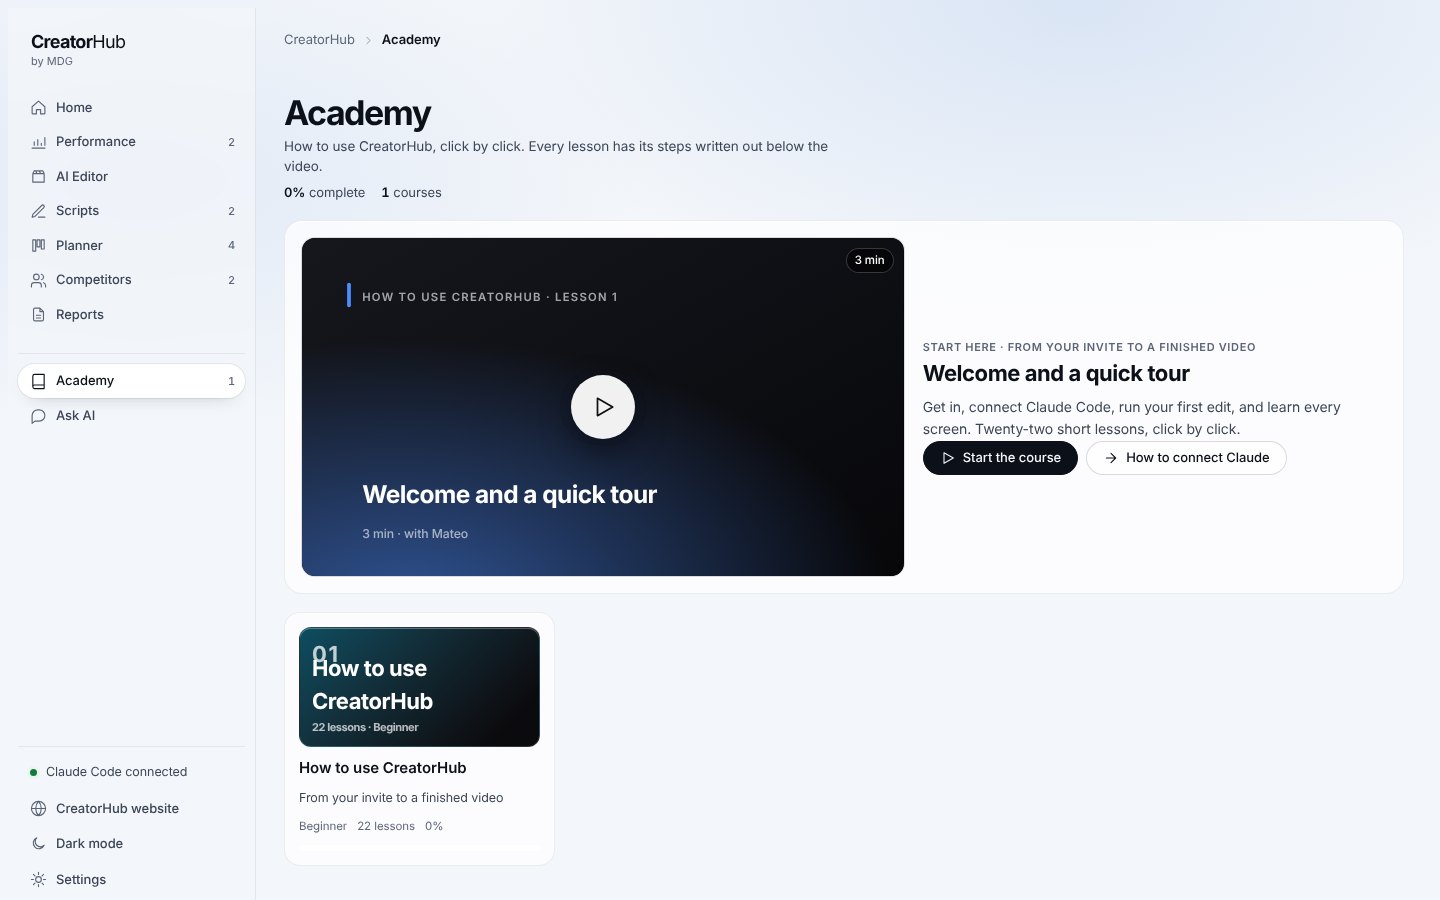 CreatorHub
by MDG
Home
Performance 2
AI Editor
Scripts 2
Planner 4
Competitors 2
Reports
Academy 1
Ask AI
Claude Code connected
CreatorHub website
Dark mode
Settings
CreatorHub > Academy
Academy
How to use CreatorHub, click by click. Every lesson has its steps written out below the
video.
0% complete 1 courses
3 min
HOW TO USE CREATORHUB · LESSON 1
Welcome and a quick tour
3 min · with Mateo
START HERE · FROM YOUR INVITE TO A FINISHED VIDEO
Welcome and a quick tour
Get in, connect Claude Code, run your first edit, and learn every
screen. Twenty-two short lessons, click by click.
Start the course
How to connect Claude
01
How to use
CreatorHub
22 lessons · Beginner
How to use CreatorHub
From your invite to a finished video
Beginner 22 lessons 0%